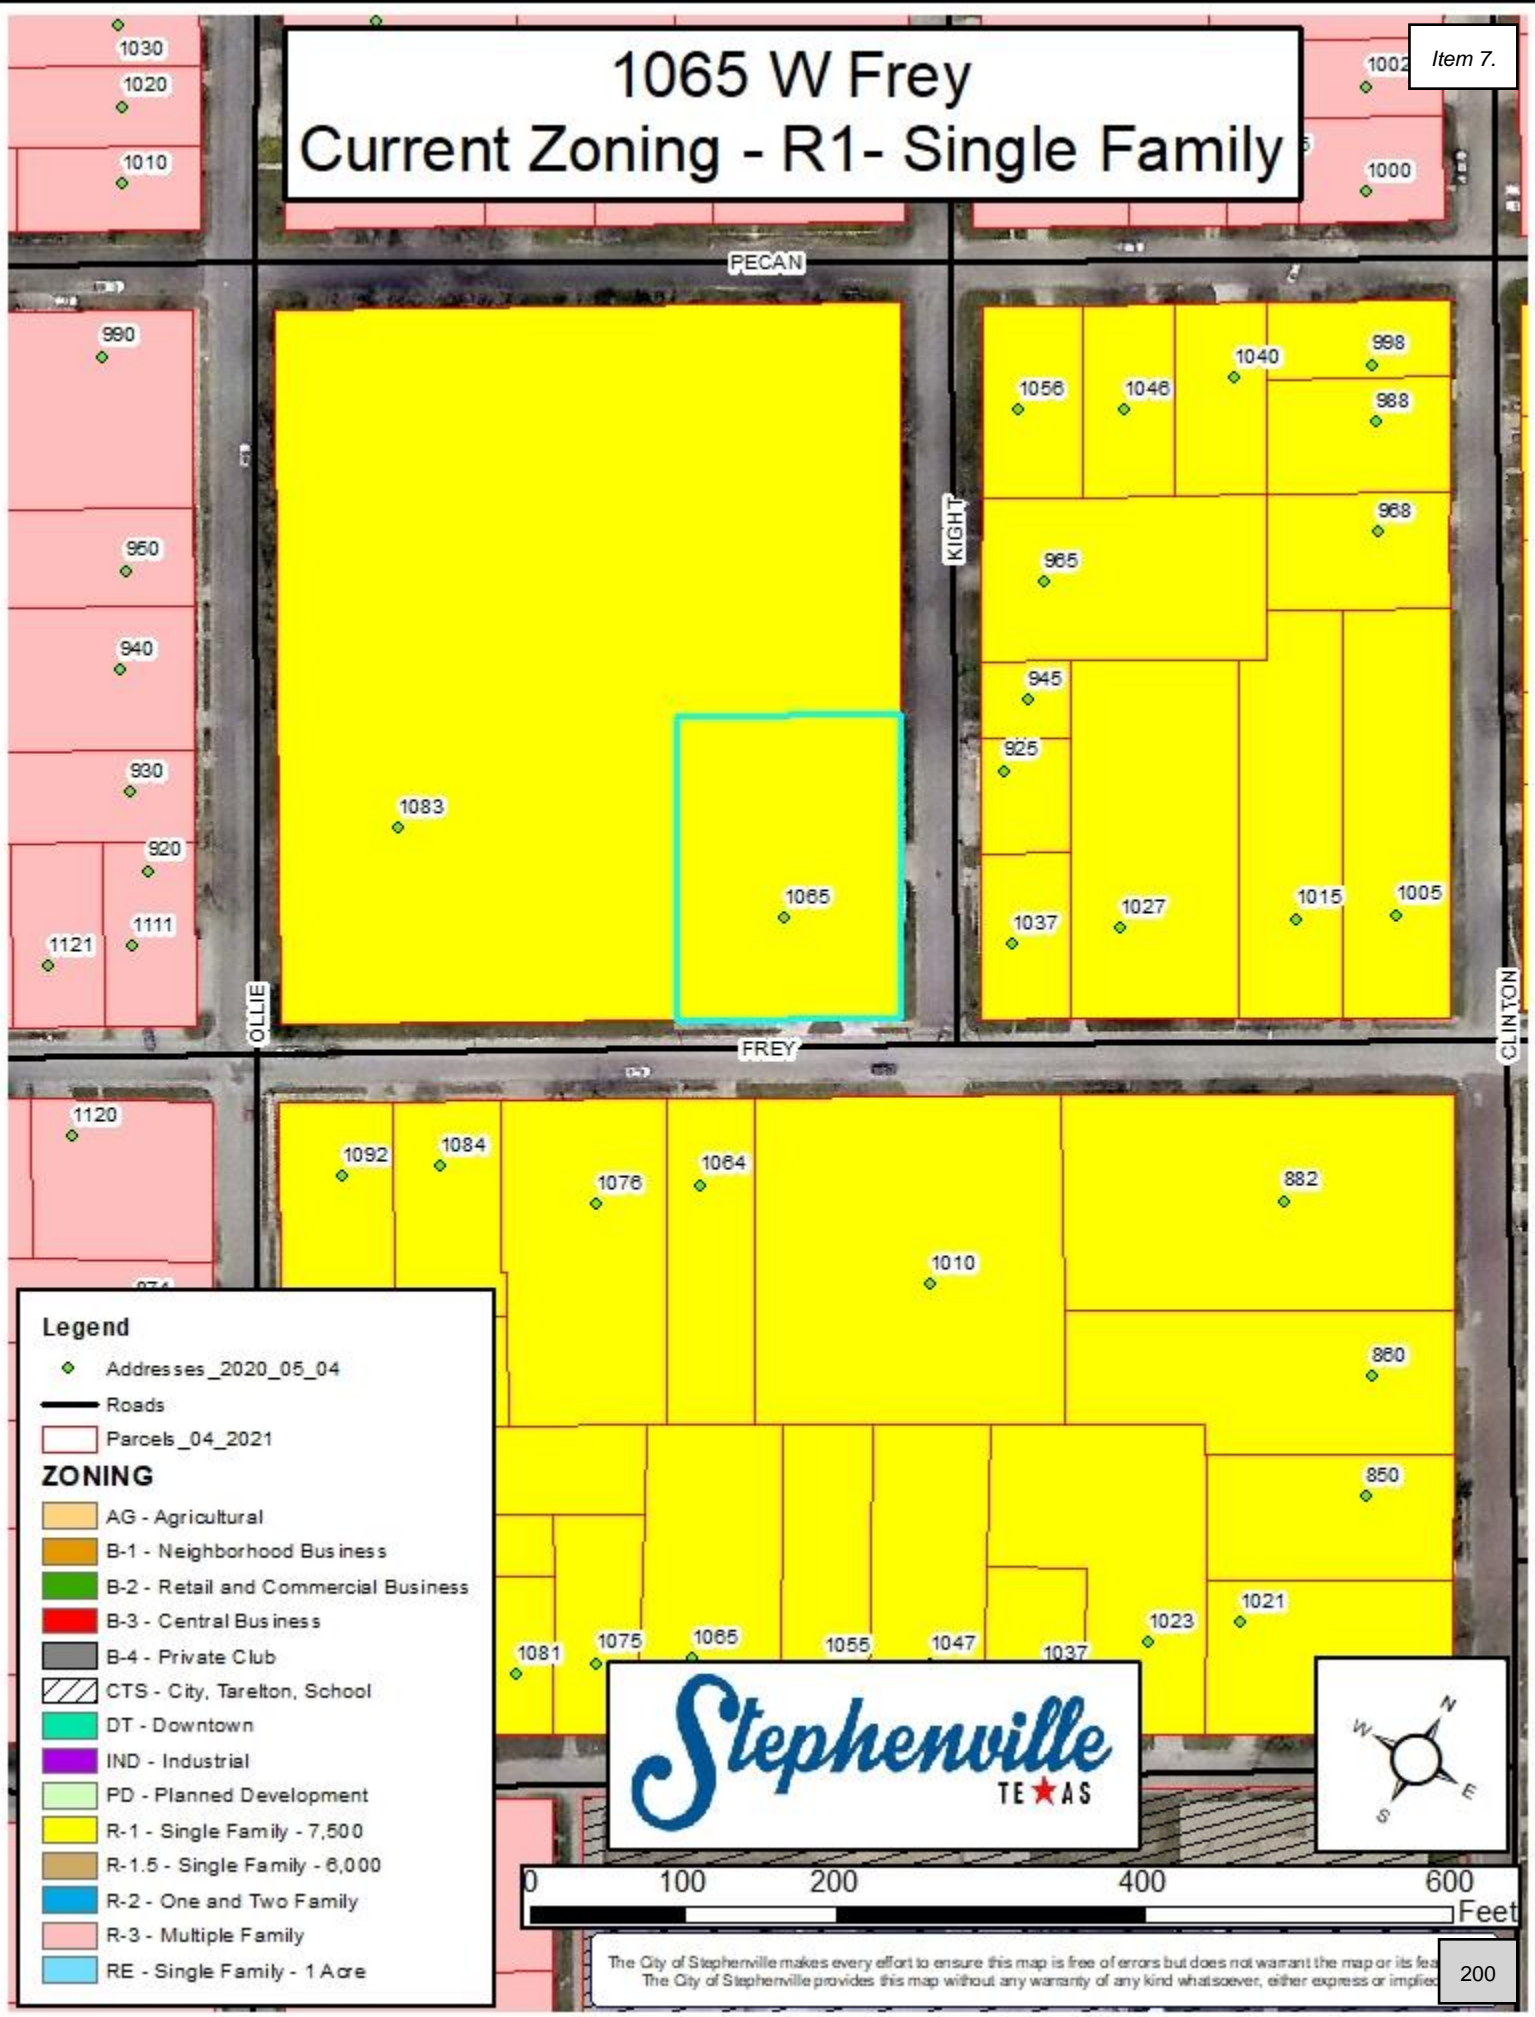 Item 7.
1065 W Frey
Current Zoning - R1- Single Family
1030
1020
1010
1002
1000
PECAN
990
950
940
930
920
1111
1121
OLLIE
1083
1065
KIGHT
1056
1046
1040
998
988
968
965
945
925
1037
1027
1015
1005
CLINTON
FREY
1120
1092
1084
1076
1064
1010
882
860
850
1081
1075
1065
1055
1047
1037
1023
1021
Legend
Addresses_2020_05_04
Roads
Parcels_04_2021
ZONING
AG - Agricultural
B-1 - Neighborhood Business
B-2 - Retail and Commercial Business
B-3 - Central Business
B-4 - Private Club
CTS - City, Tarelton, School
DT - Downtown
IND - Industrial
PD - Planned Development
R-1 - Single Family - 7,500
R-1.5 - Single Family - 6,000
R-2 - One and Two Family
R-3 - Multiple Family
RE - Single Family - 1 Acre
Stephenville
TEXAS
N
W
E
S
0 100 200 400 600
Feet
The City of Stephenville makes every effort to ensure this map is free of errors but does not warrant the map or its
The City of Stephenville provides this map without any warranty of any kind whatsoever, either express or
200